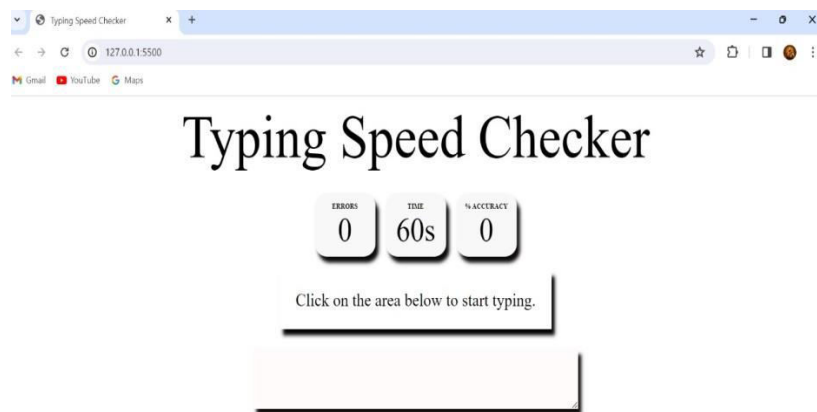 Typing Speed Checker
127.0.0.1:5500
Gmail YouTube Maps
Typing Speed Checker
ERRORS TIME % ACCURACY
0 60s 0
Click on the area below to start typing.